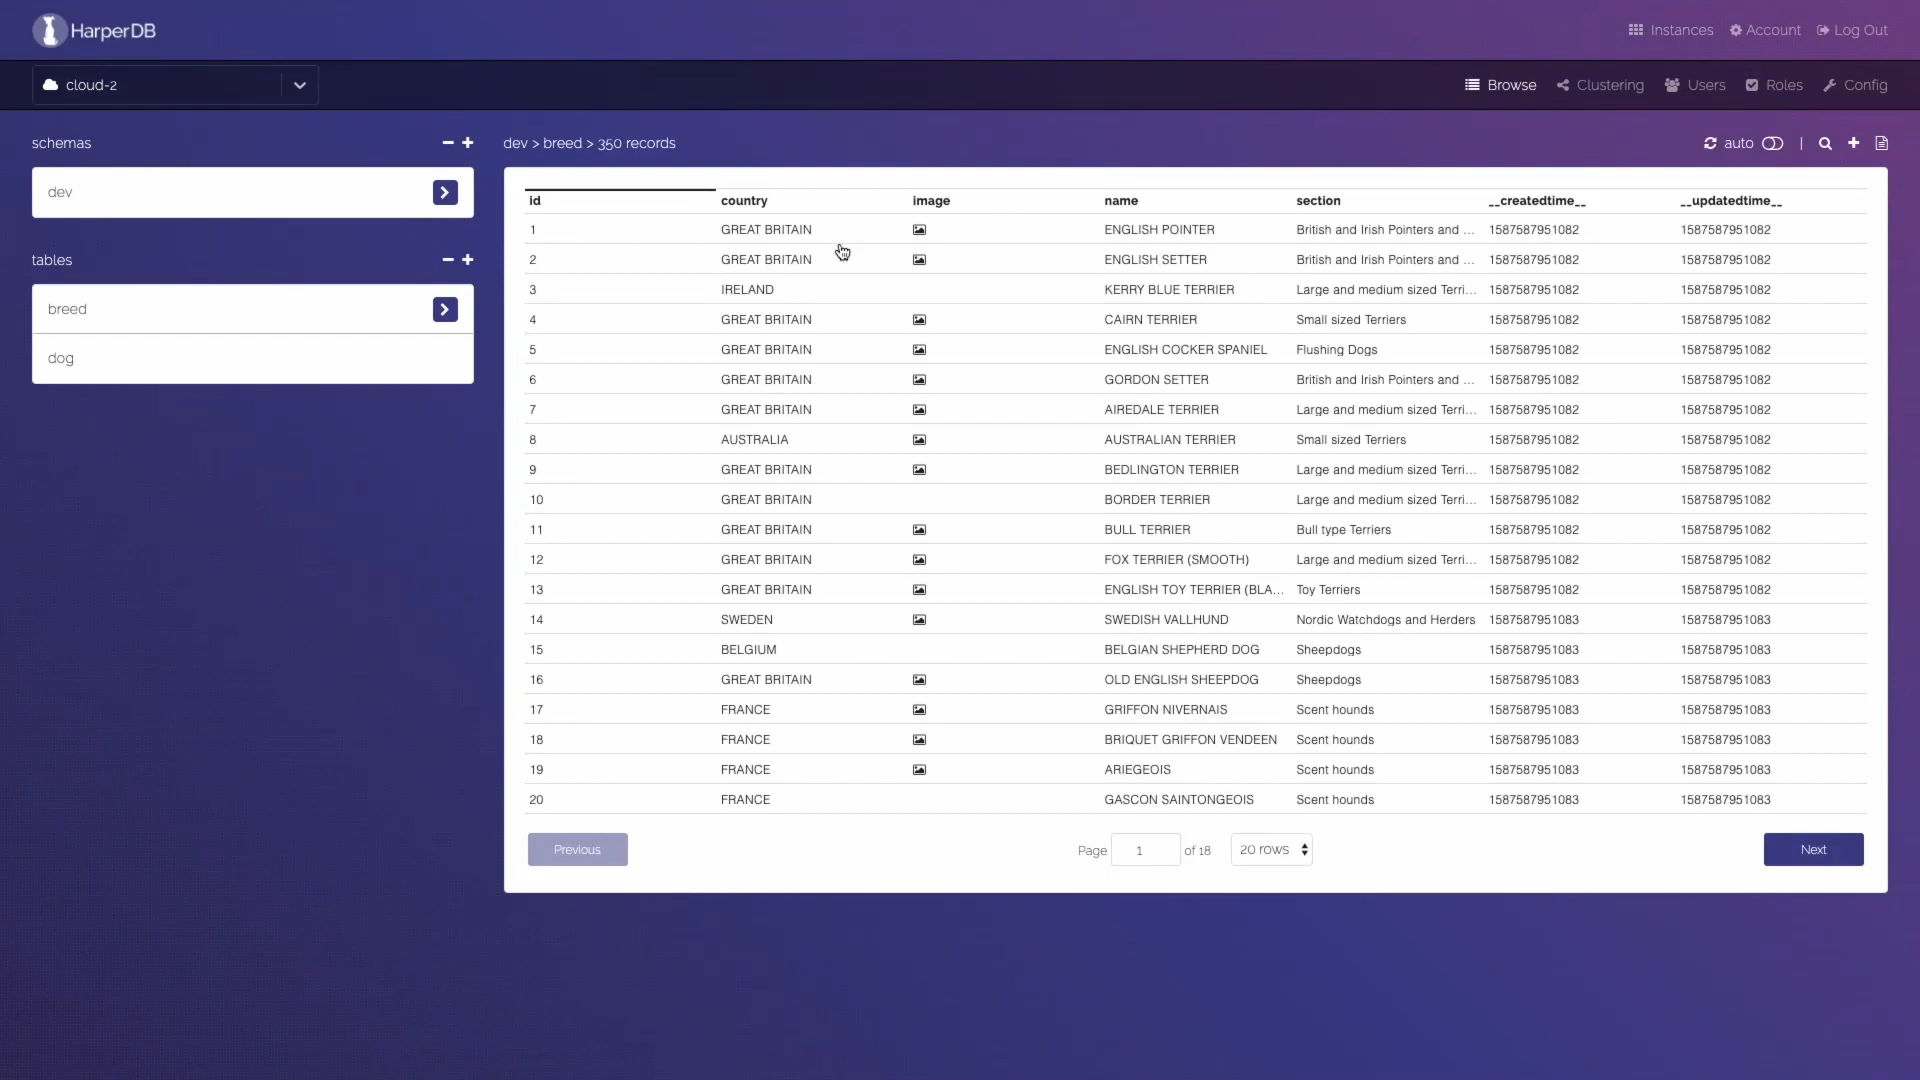 HarperDB
Instances Account Log Out
cloud-2
Browse Clustering Users Roles Config
schemas
dev
tables
breed
dog
dev > breed > 350 records
auto
id country image name section __createdtime__ __updatedtime__
1 GREAT BRITAIN ENGLISH POINTER British and Irish Pointers and ... 1587587951082 1587587951082
2 GREAT BRITAIN ENGLISH SETTER British and Irish Pointers and ... 1587587951082 1587587951082
3 IRELAND KERRY BLUE TERRIER Large and medium sized Terri... 1587587951082 1587587951082
4 GREAT BRITAIN CAIRN TERRIER Small sized Terriers 1587587951082 1587587951082
5 GREAT BRITAIN ENGLISH COCKER SPANIEL Flushing Dogs 1587587951082 1587587951082
6 GREAT BRITAIN GORDON SETTER British and Irish Pointers and ... 1587587951082 1587587951082
7 GREAT BRITAIN AIREDALE TERRIER Large and medium sized Terri... 1587587951082 1587587951082
8 AUSTRALIA AUSTRALIAN TERRIER Small sized Terriers 1587587951082 1587587951082
9 GREAT BRITAIN BEDLINGTON TERRIER Large and medium sized Terri... 1587587951082 1587587951082
10 GREAT BRITAIN BORDER TERRIER Large and medium sized Terri... 1587587951082 1587587951082
11 GREAT BRITAIN BULL TERRIER Bull type Terriers 1587587951082 1587587951082
12 GREAT BRITAIN FOX TERRIER (SMOOTH) Large and medium sized Terri... 1587587951082 1587587951082
13 GREAT BRITAIN ENGLISH TOY TERRIER (BLA... Toy Terriers 1587587951082 1587587951082
14 SWEDEN SWEDISH VALLHUND Nordic Watchdogs and Herders 1587587951083 1587587951083
15 BELGIUM BELGIAN SHEPHERD DOG Sheepdogs 1587587951083 1587587951083
16 GREAT BRITAIN OLD ENGLISH SHEEPDOG Sheepdogs 1587587951083 1587587951083
17 FRANCE GRIFFON NIVERNAIS Scent hounds 1587587951083 1587587951083
18 FRANCE BRIQUET GRIFFON VENDEEN Scent hounds 1587587951083 1587587951083
19 FRANCE ARIEGEOIS Scent hounds 1587587951083 1587587951083
20 FRANCE GASCON SAINTONGEOIS Scent hounds 1587587951083 1587587951083
Previous Page 1 of 18 20 rows Next